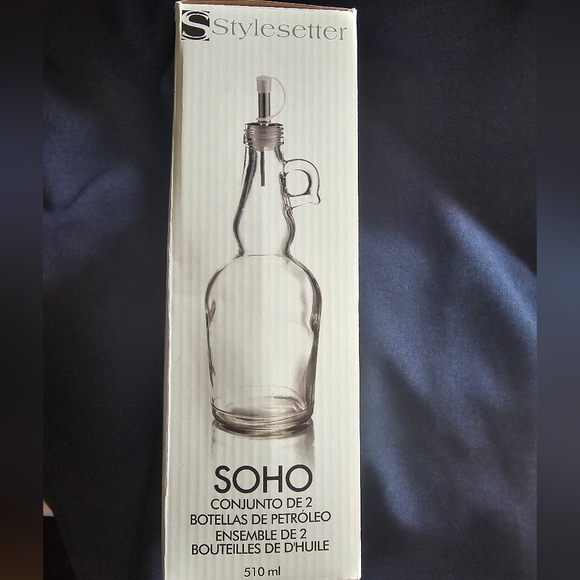 S Stylesetter
SOHO
CONJUNTO DE 2
BOTELLAS DE PETRÓLEO
ENSEMBLE DE 2
BOUTEILLES DE D'HUILE
510 ml